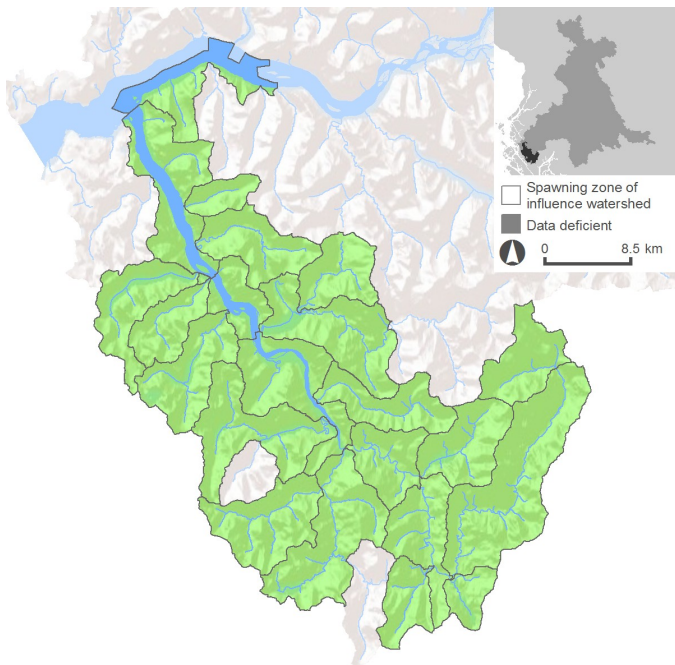 Spawning zone of
influence watershed
Data deficient
0 8.5 km